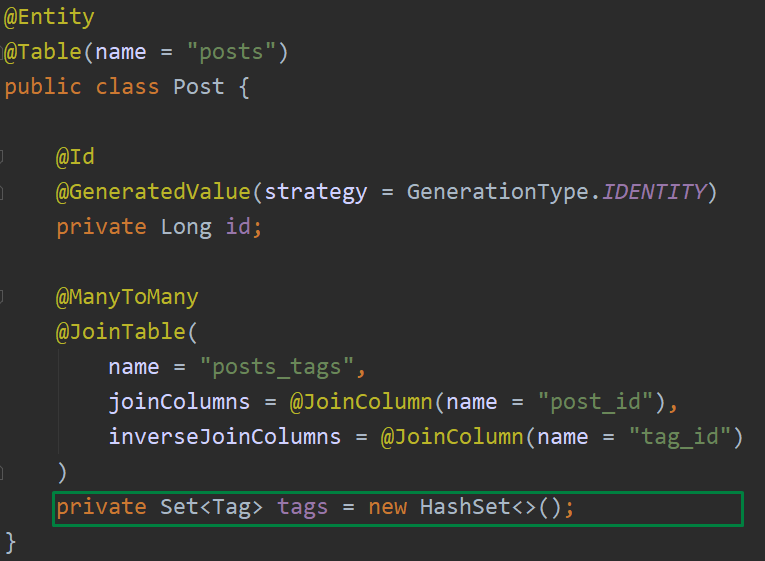 @Entity
@Table(name = "posts")
public class Post {
@Id
@GeneratedValue(strategy = GenerationType.IDENTITY)
private Long id;
@ManyToMany
@JoinTable(
name = "posts_tags",
joinColumns = @JoinColumn(name = "post_id"),
inverseJoinColumns = @JoinColumn(name = "tag_id")
)
private Set<Tag> tags = new HashSet<>();
}